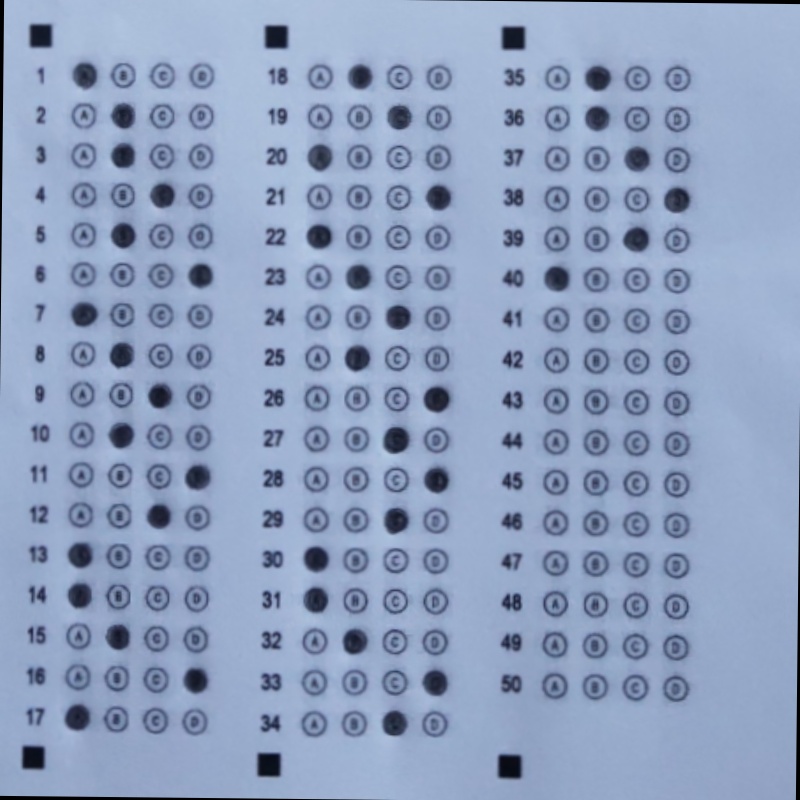 1 A B C D
2 A B C D
3 A B C D
4 A B C D
5 A B C D
6 A B C D
7 A B C D
8 A B C D
9 A B C D
10 A B C D
11 A B C D
12 A B C D
13 A B C D
14 A B C D
15 A B C D
16 A B C D
17 A B C D
18 A B C D
19 A B C D
20 A B C D
21 A B C D
22 A B C D
23 A B C D
24 A B C D
25 A B C D
26 A B C D
27 A B C D
28 A B C D
29 A B C D
30 A B C D
31 A B C D
32 A B C D
33 A B C D
34 A B C D
35 A B C D
36 A B C D
37 A B C D
38 A B C D
39 A B C D
40 A B C D
41 A B C D
42 A B C D
43 A B C D
44 A B C D
45 A B C D
46 A B C D
47 A B C D
48 A B C D
49 A B C D
50 A B C D